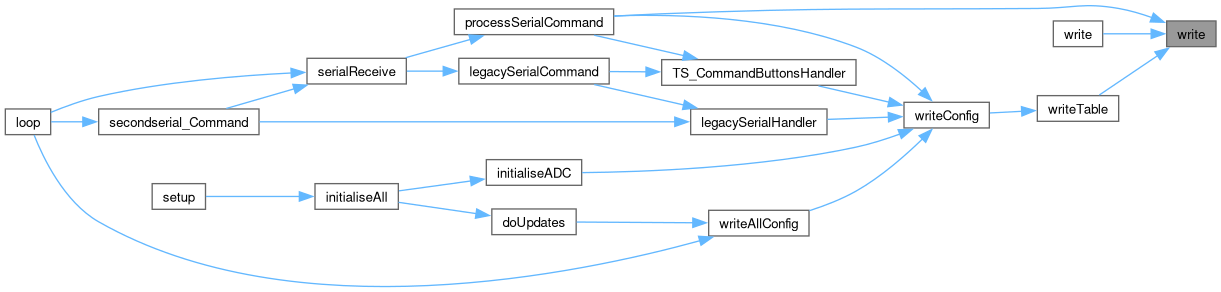 processSerialCommand
write
write
serialReceive
legacySerialCommand
TS_CommandButtonsHandler
writeTable
loop
secondserial_Command
legacySerialHandler
writeConfig
initialiseADC
setup
initialiseAll
doUpdates
writeAllConfig